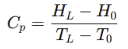 C_p = \frac{H_L - H_0}{T_L - T_0}